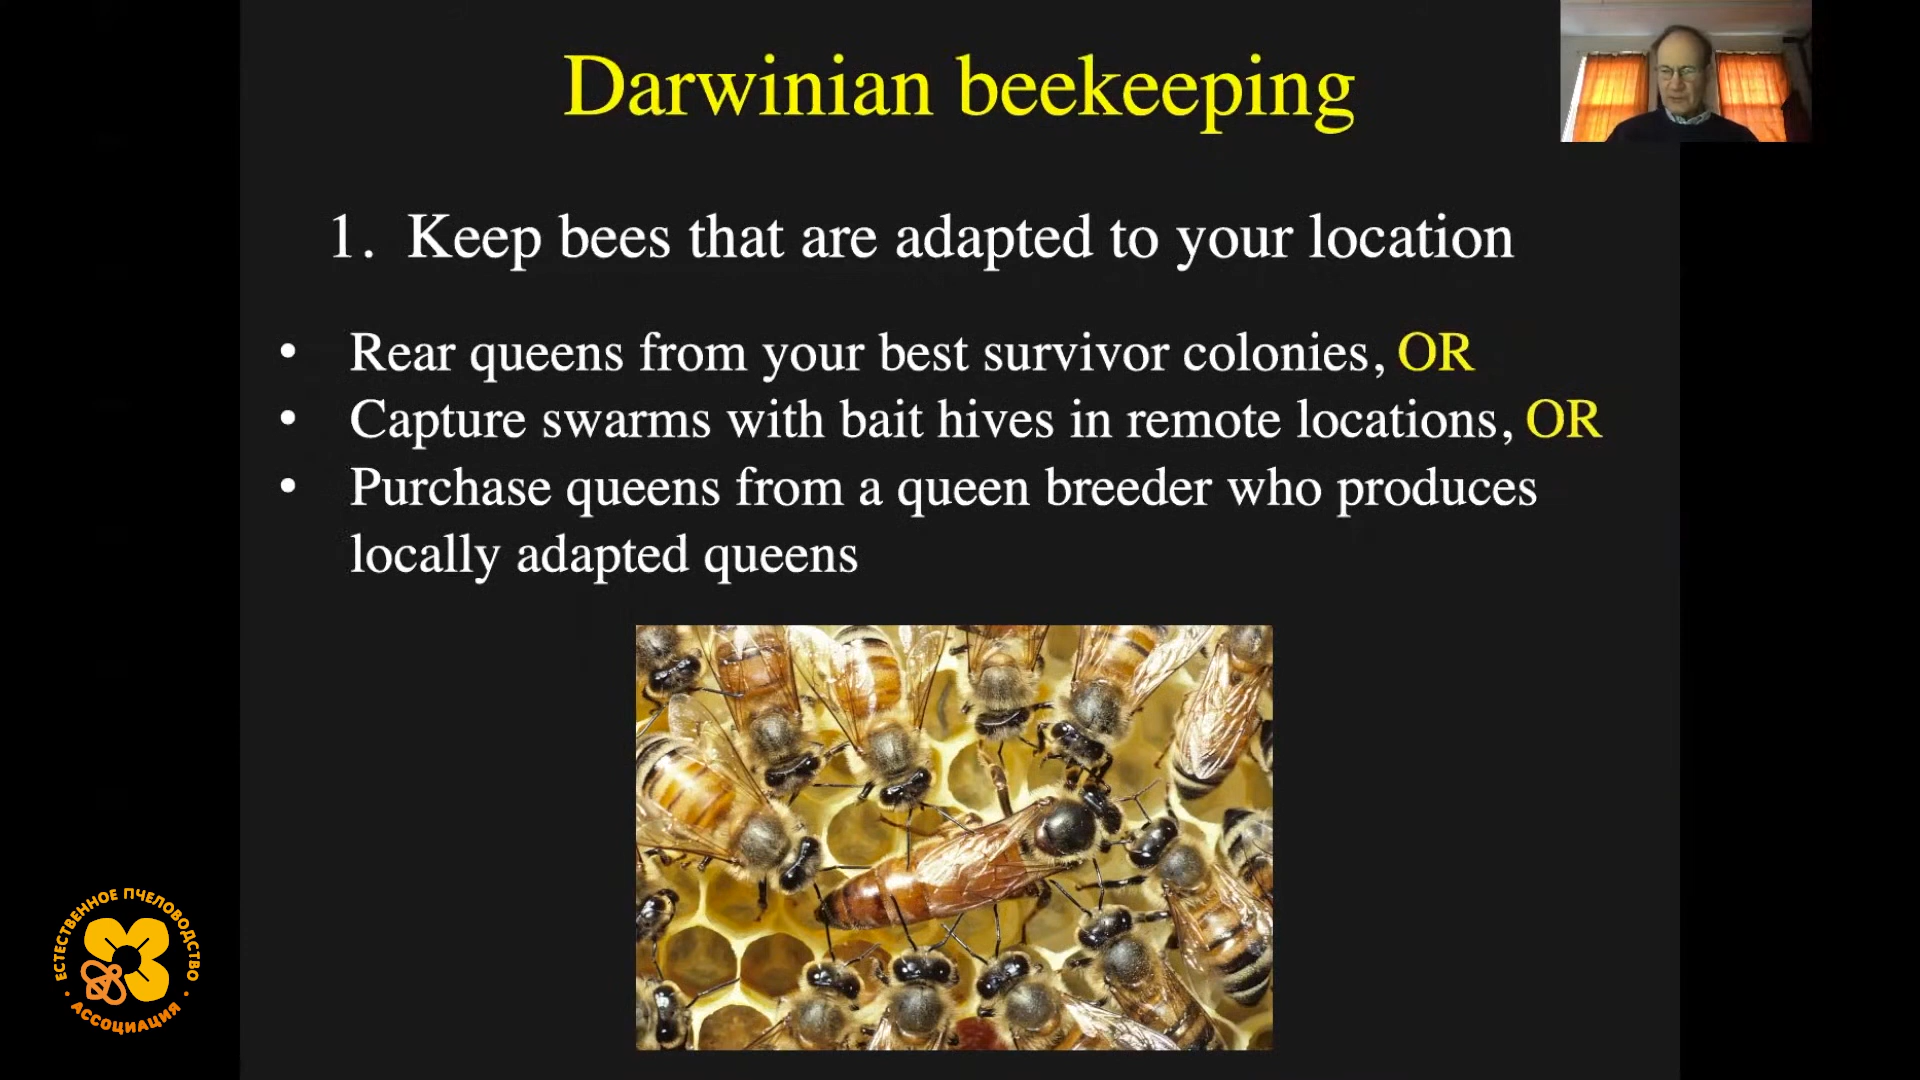 Darwinian beekeeping
1. Keep bees that are adapted to your location
• Rear queens from your best survivor colonies, OR
• Capture swarms with bait hives in remote locations, OR
• Purchase queens from a queen breeder who produces
locally adapted queens
ЕСТЕСТВЕННОЕ ПЧЕЛОВОДСТВО
• АССОЦИАЦИЯ •